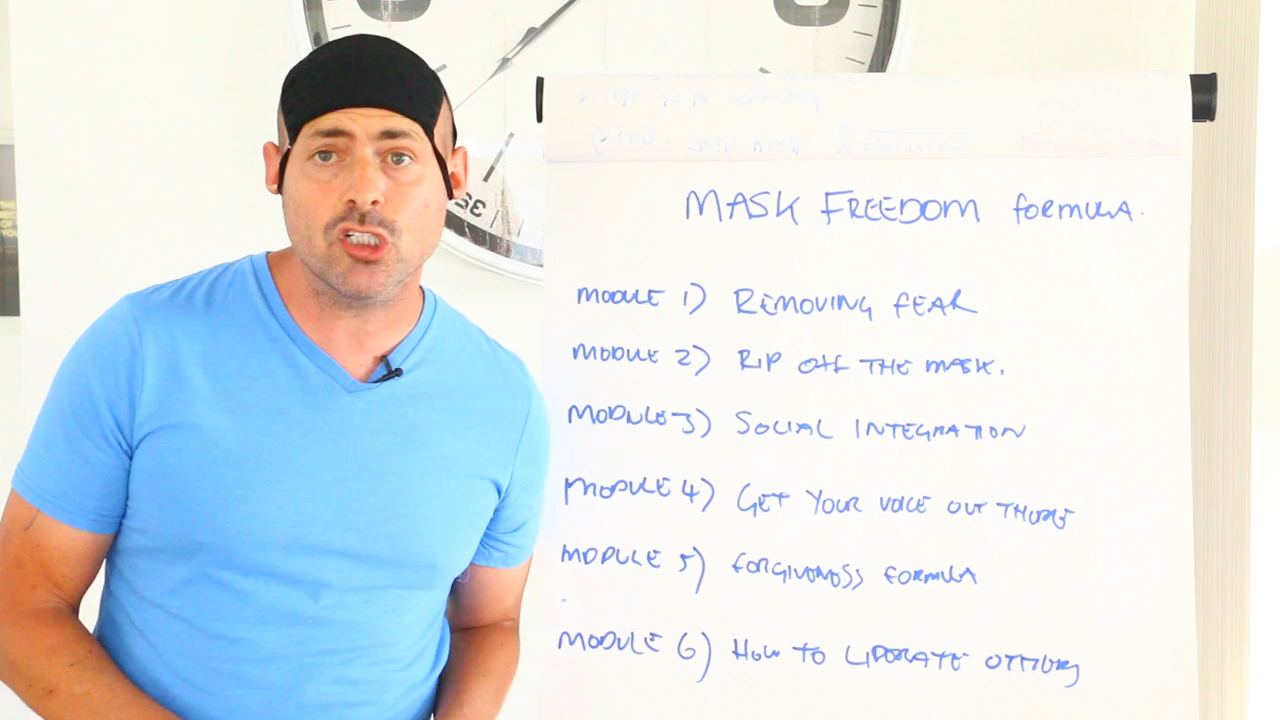 35
MASK FREEDOM FORMULA.
MODULE 1) REMOVING FEAR
MODULE 2) RIP OFF THE MASK.
MODULE 3) SOCIAL INTEGRATION
MODULE 4) GET YOUR VOICE OUT THERE
MODULE 5) FORGIVENESS FORMULA
MODULE 6) HOW TO LIBERATE OTHERS